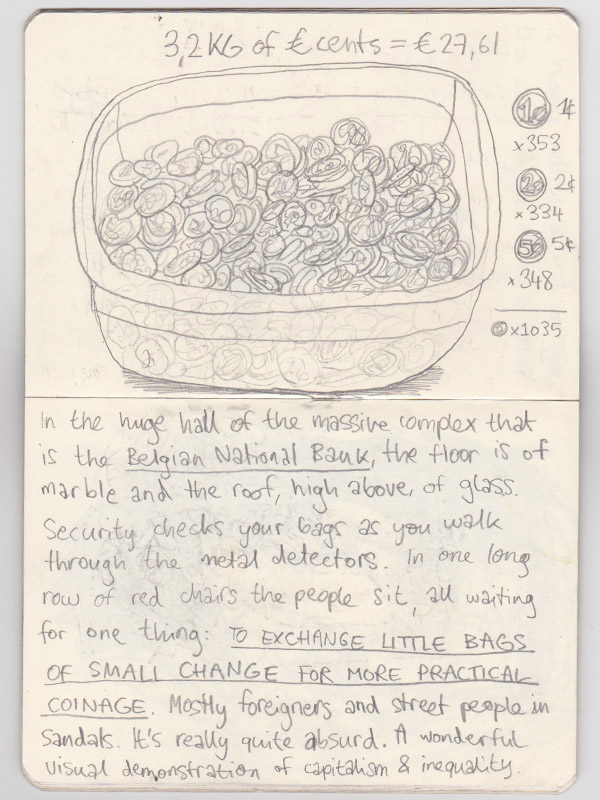 3,2 KG of € cents = € 27,61
1c 1¢
x353
2c 2¢
x334
5c 5¢
x348
x1035
In the huge hall of the massive complex that
is the Belgian National Bank, the floor is of
marble and the roof, high above, of glass.
Security checks your bags as you walk
through the metal detectors. In one long
row of red chairs the people sit, all waiting
for one thing: TO EXCHANGE LITTLE BAGS
OF SMALL CHANGE FOR MORE PRACTICAL
COINAGE. Mostly foreigners and street people in
sandals. It's really quite absurd. A wonderful
visual demonstration of capitalism & inequality.